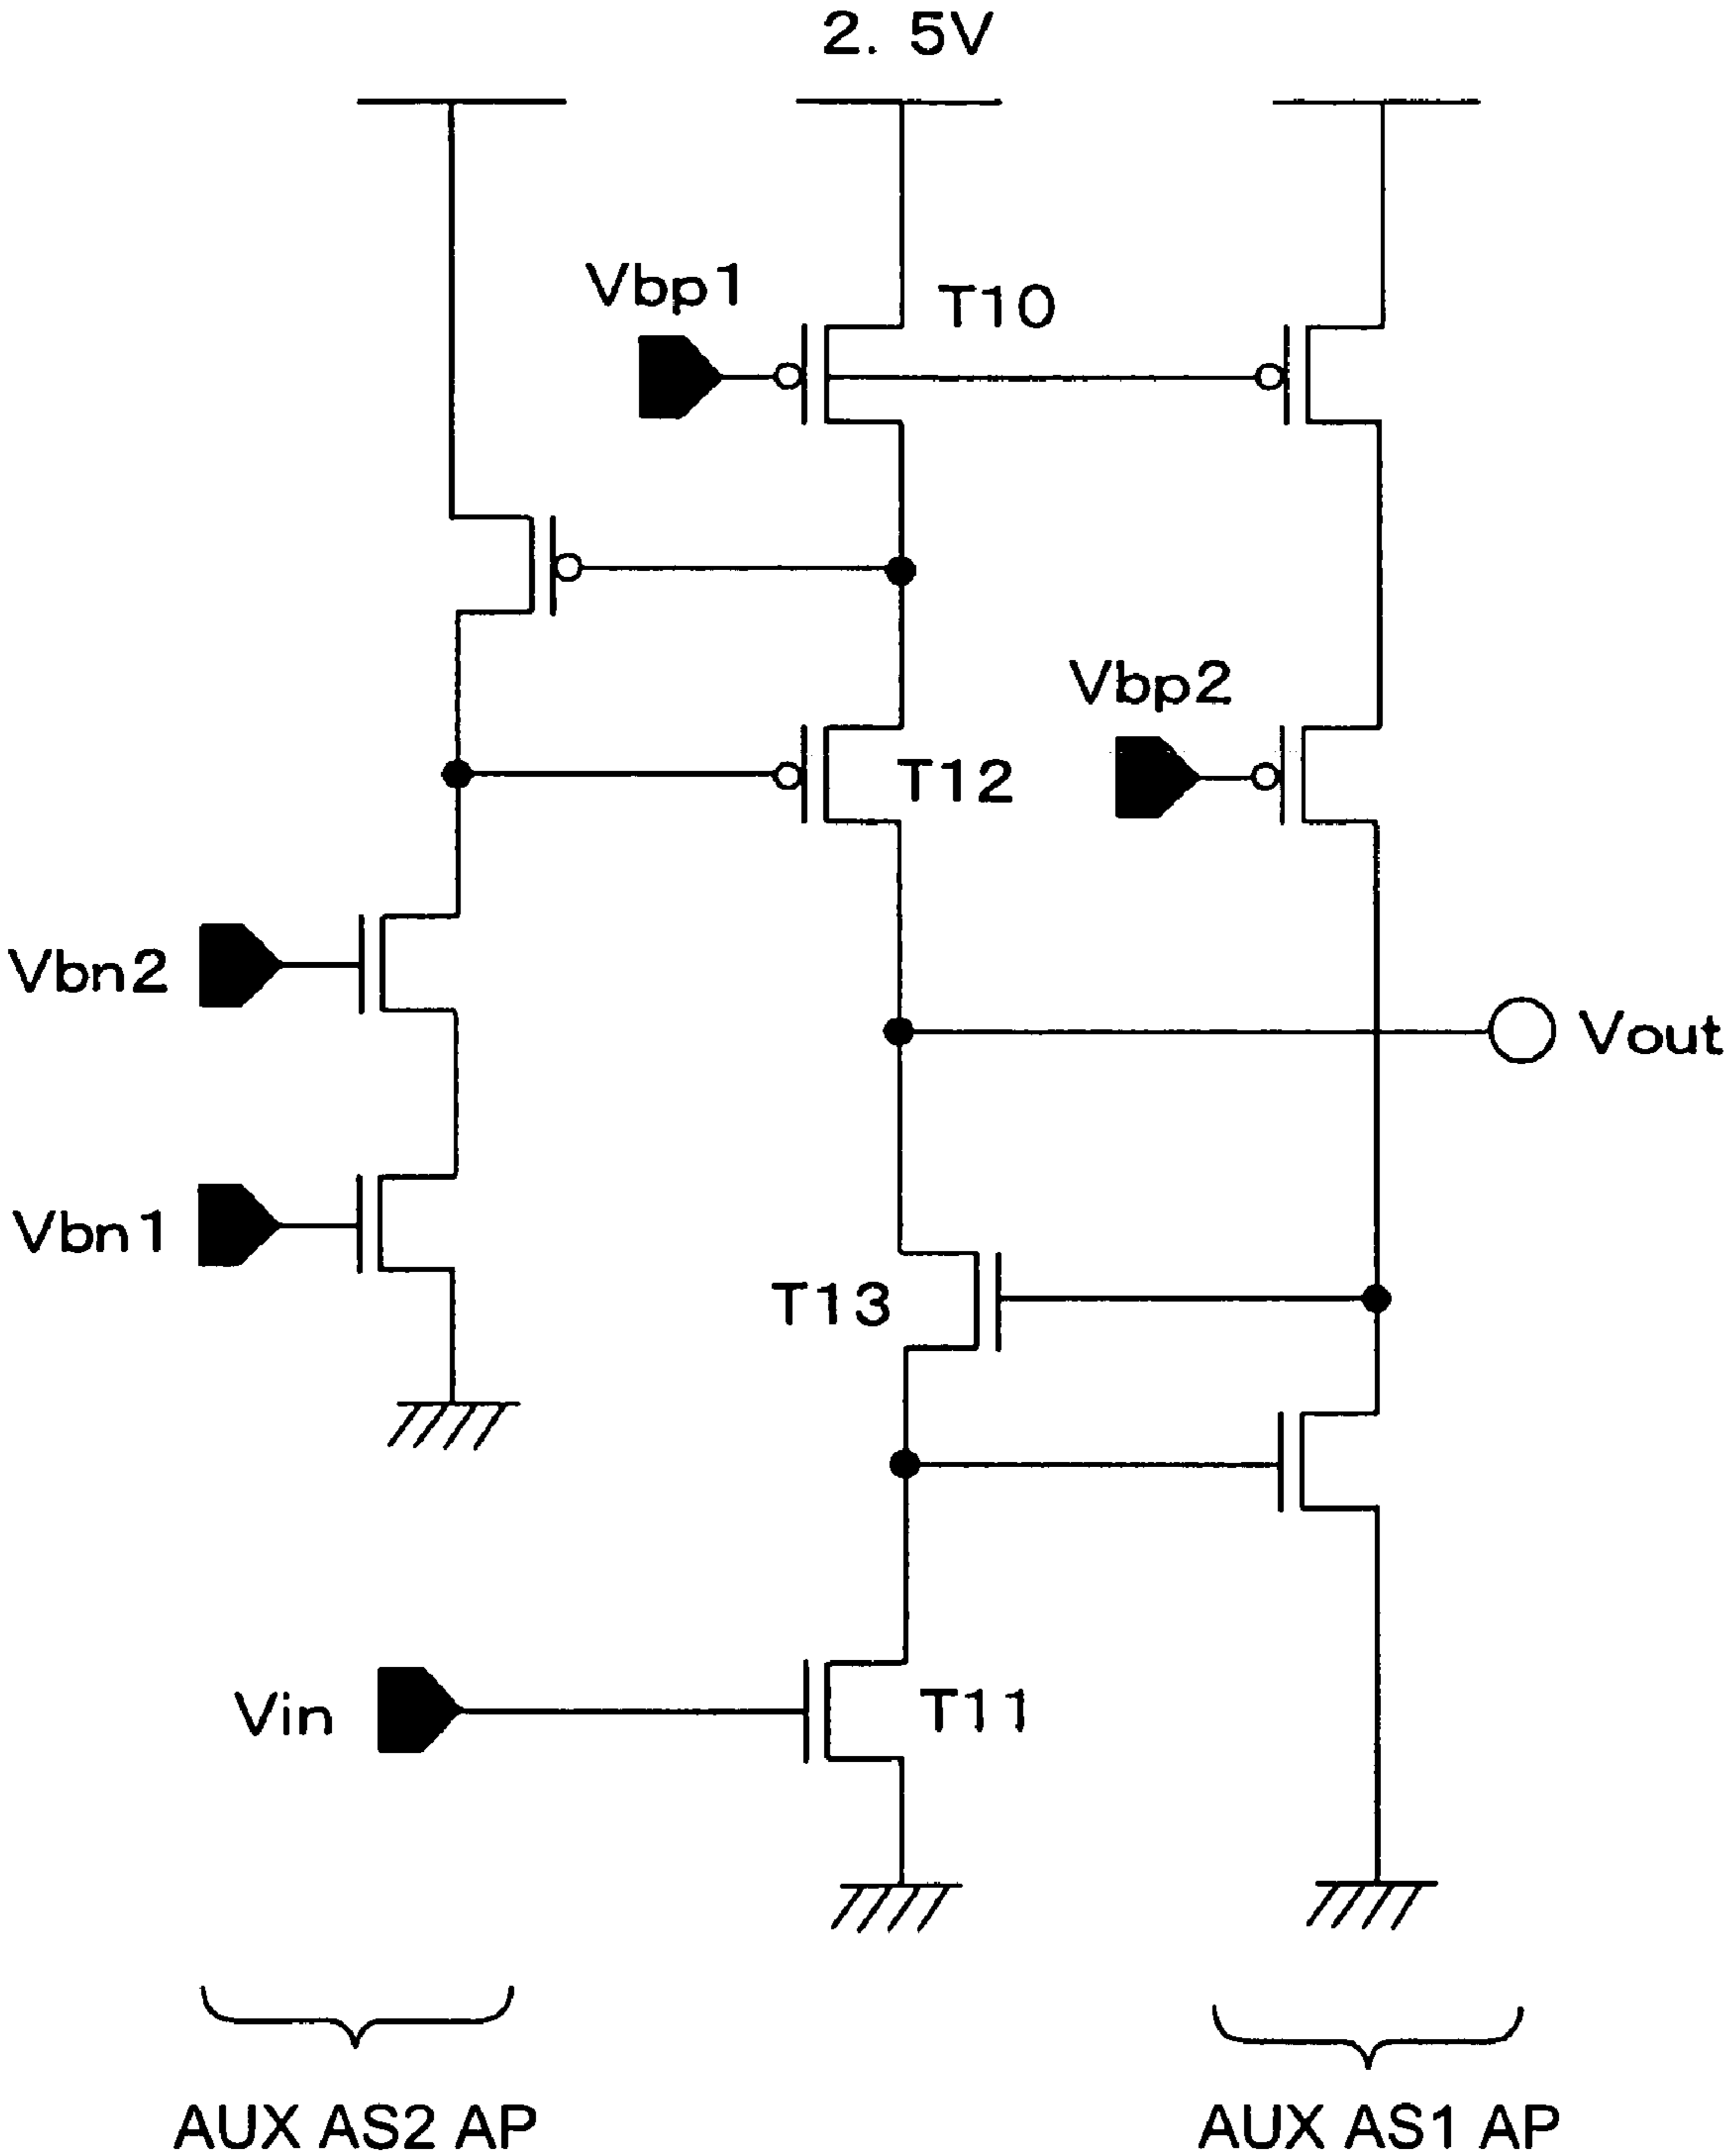 2. 5V
Vbp1
T10
Vbp2
T12
Vbn2
Vout
Vbn1
T13
Vin
T11
AUX AS2 AP
AUX AS1 AP